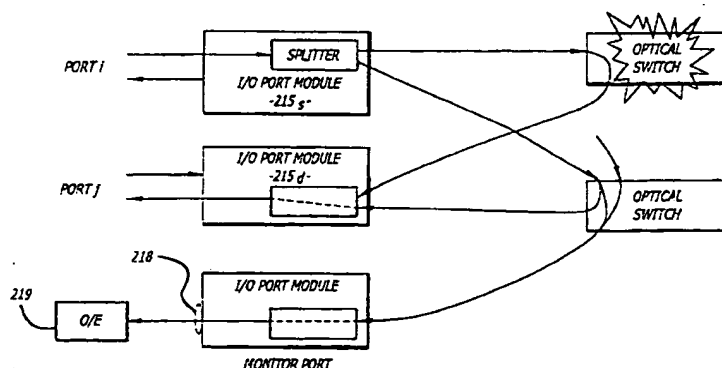 PORT i
SPLITTER
I/O PORT MODULE
-215 s-
OPTICAL
SWITCH
PORT j
I/O PORT MODULE
-215 d-
OPTICAL
SWITCH
218
219
O/E
I/O PORT MODULE
MONITOR PORT